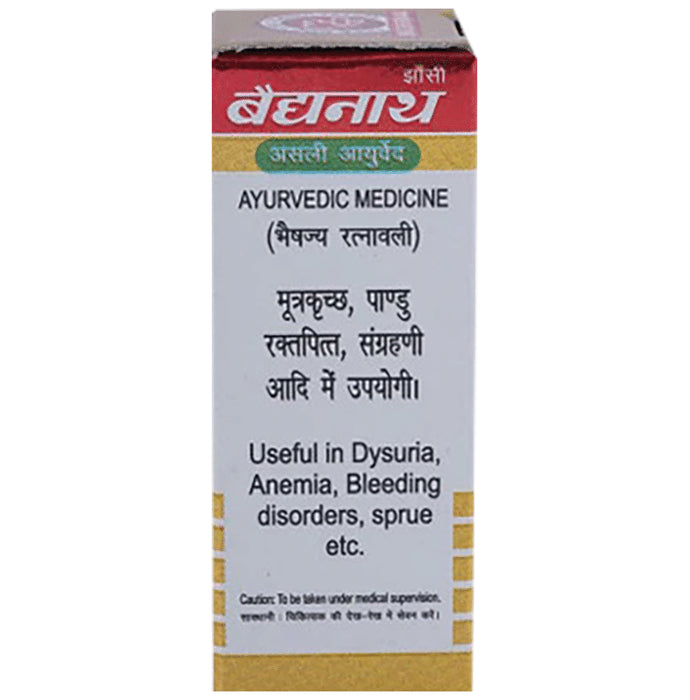 झाँसी
बैद्यनाथ
असली आयुर्वेद
AYURVEDIC MEDICINE
(भैषज्य रत्नावली)
मूत्रकृच्छ, पाण्डु
रक्तपित्त, संग्रहणी
आदि में उपयोगी।
Useful in Dysuria,
Anemia, Bleeding
disorders, sprue
etc.
Caution: To be taken under medical supervision.
सावधानी : चिकित्सक की देख-रेख में सेवन करें।